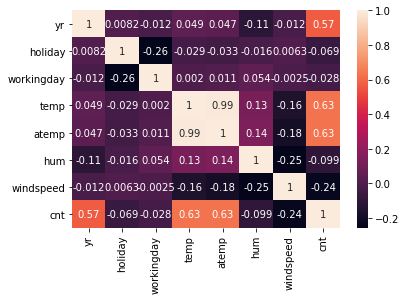 yr 1 0.0082 -0.012 0.049 0.047 -0.11 -0.012 0.57
holiday 0.0082 1 -0.26 -0.029 -0.033 -0.016 0.0063 -0.069
workingday -0.012 -0.26 1 0.002 0.011 0.054 -0.0025 -0.028
temp 0.049 -0.029 0.002 1 0.99 0.13 -0.16 0.63
atemp 0.047 -0.033 0.011 0.99 1 0.14 -0.18 0.63
hum -0.11 -0.016 0.054 0.13 0.14 1 -0.25 -0.099
windspeed -0.012 0.0063 -0.0025 -0.16 -0.18 -0.25 1 -0.24
cnt 0.57 -0.069 -0.028 0.63 0.63 -0.099 -0.24 1
yr holiday workingday temp atemp hum windspeed cnt
1.0
0.8
0.6
0.4
0.2
0.0
-0.2